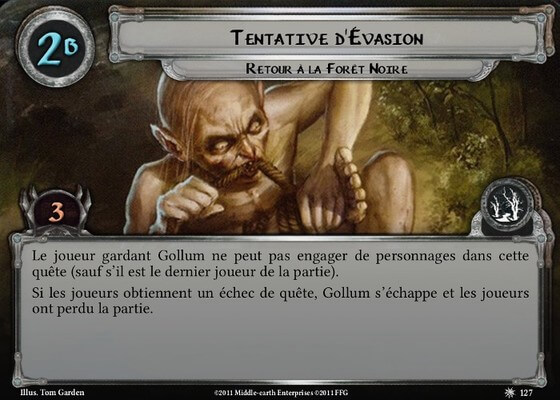 2B
Tentative d'Évasion
Retour à la Forêt Noire
3
Le joueur gardant Gollum ne peut pas engager de personnages dans cette
quête (sauf s'il est le dernier joueur de la partie).
Si les joueurs obtiennent un échec de quête, Gollum s'échappe et les joueurs
ont perdu la partie.
Illus. Tom Garden
©2011 Middle-earth Enterprises ©2011 FFG
127